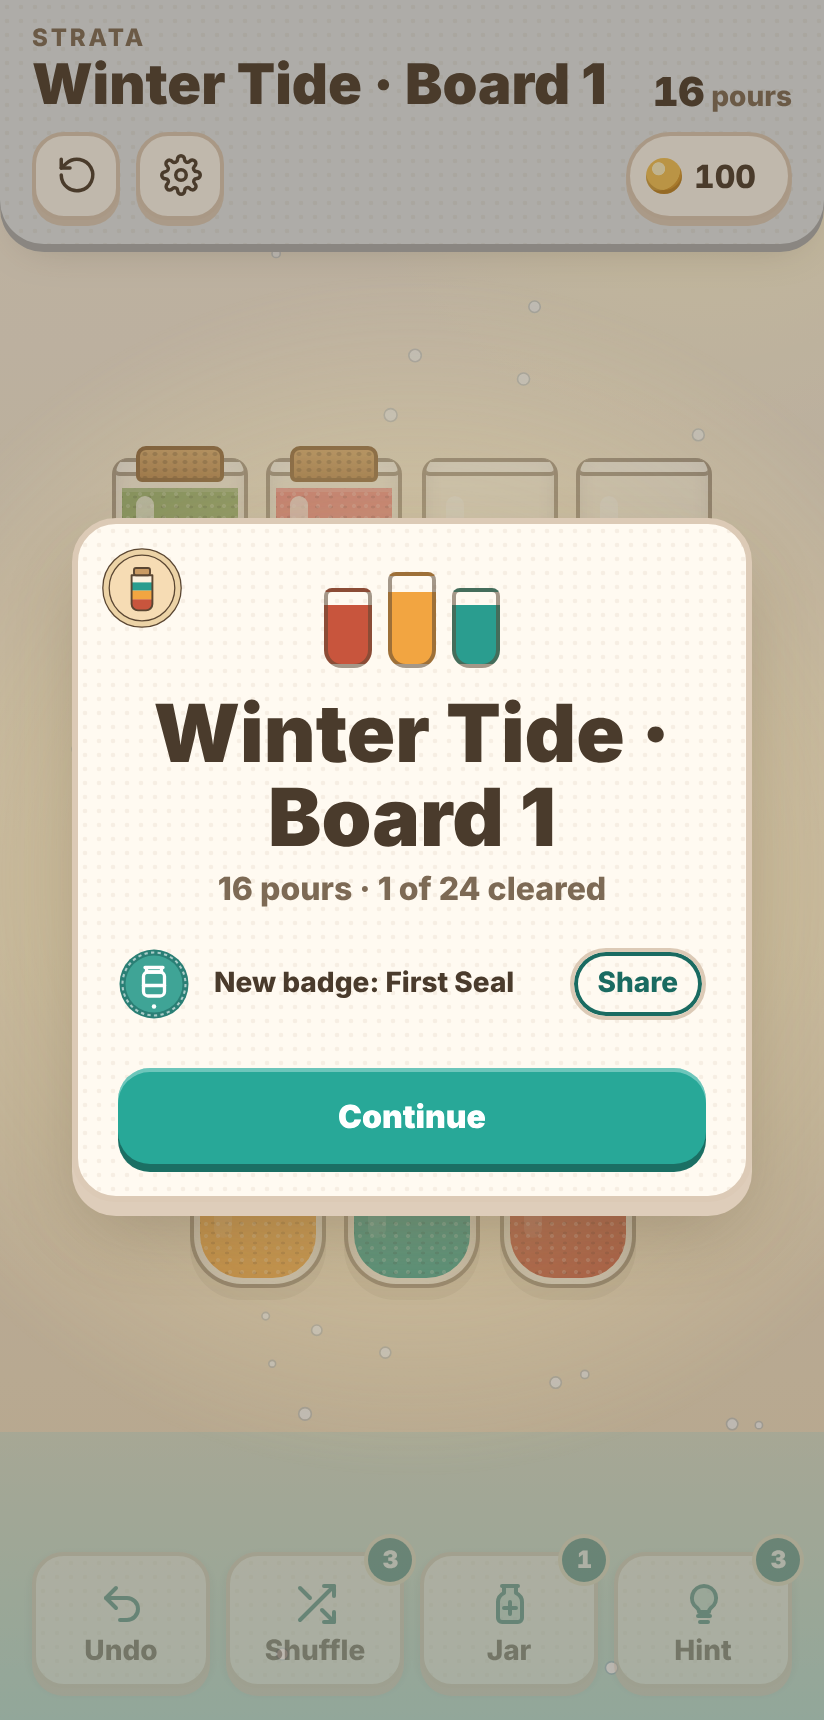 STRATA
Winter Tide · Board 1
16 pours
100
Winter Tide ·
Board 1
16 pours · 1 of 24 cleared
New badge: First Seal
Share
Continue
3
1
3
Undo
Shuffle
Jar
Hint